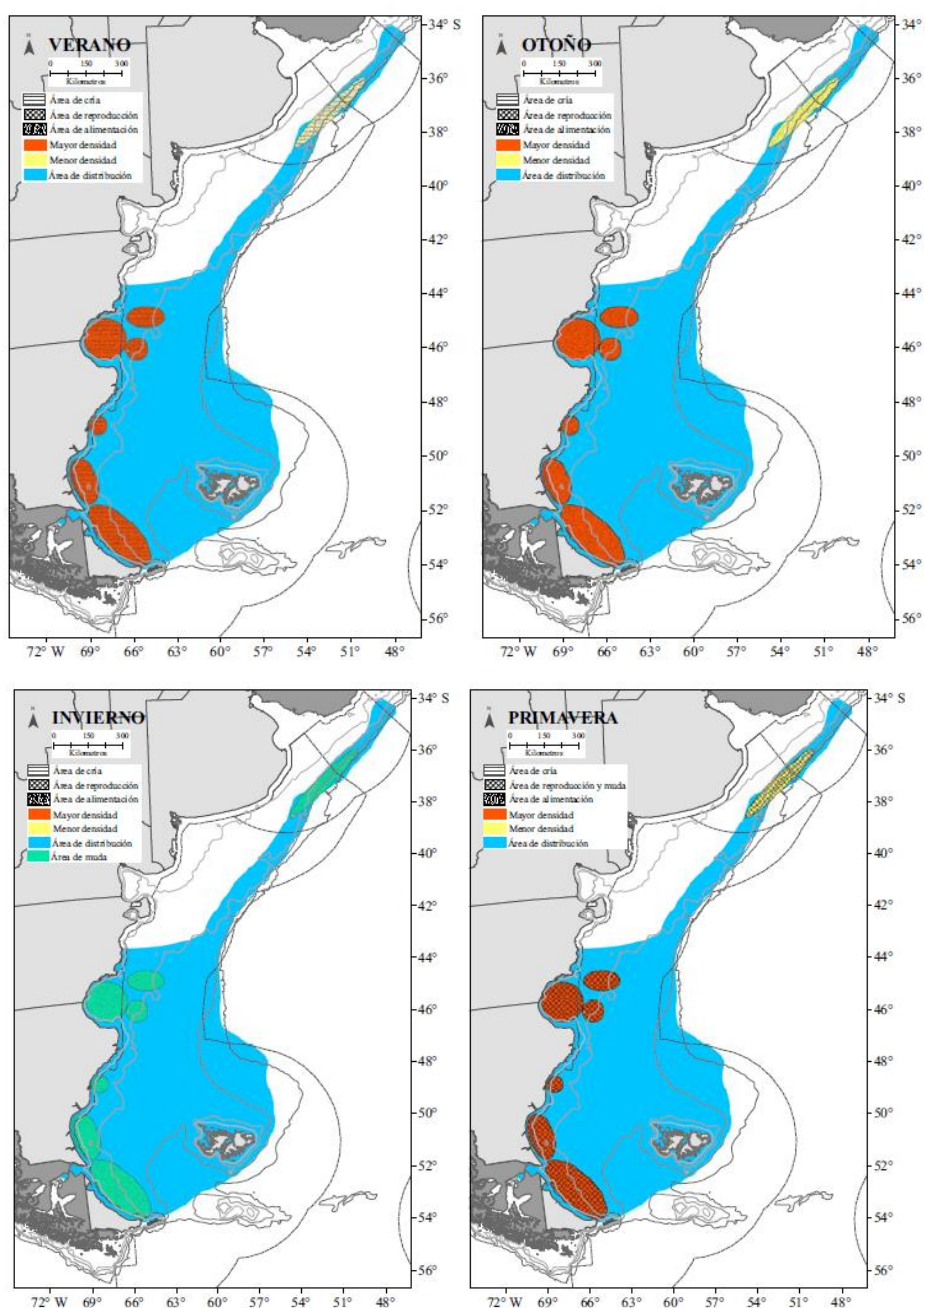 VERANO
N
0 150 300
Kilometros
Área de cría
Área de reproducción
Área de alimentación
Mayor densidad
Menor densidad
Área de distribución
34° S
36°
38°
40°
42°
44°
46°
48°
50°
52°
54°
56°
72° W 69° 66° 63° 60° 57° 54° 51° 48°
OTOÑO
N
0 150 300
Kilometros
Área de cría
Área de reproducción
Área de alimentación
Mayor densidad
Menor densidad
Área de distribución
34° S
36°
38°
40°
42°
44°
46°
48°
50°
52°
54°
56°
72° W 69° 66° 63° 60° 57° 54° 51° 48°
INVIERNO
N
0 150 300
Kilometros
Área de cría
Área de reproducción
Área de alimentación
Mayor densidad
Menor densidad
Área de distribución
Área de muda
34° S
36°
38°
40°
42°
44°
46°
48°
50°
52°
54°
56°
72° W 69° 66° 63° 60° 57° 54° 51° 48°
PRIMAVERA
N
0 150 300
Kilometros
Área de cría
Área de reproducción y muda
Área de alimentación
Mayor densidad
Menor densidad
Área de distribución
34° S
36°
38°
40°
42°
44°
46°
48°
50°
52°
54°
56°
72° W 69° 66° 63° 60° 57° 54° 51° 48°